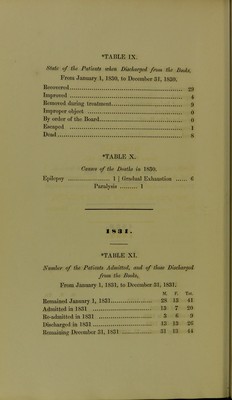 *TABLE IX.
State of the Patients when Discharged from the Books,
From January 1, 1830, to December 31, 1830.
Recovered 29
Improved 4
Removed during treatment 9
Improper object 0
By order of the Board 0
Escaped 1
Dead 8
*TABLE X.
Causes of the Deaths in 1830.
Epilepsy 1 | Gradual Exhaustion 6
Paralysis 1
1831.
*TABLE XI.
Number of the Patients Admitted, and of those Discharged
from the Books,
From January 1, 1831, to December 31, 1831.
M. F. Tot.
Remained January 1, 1831 28 13 41
Admitted in 1831 13 7 20
Re-admitted in 1831 3 6 9
Discharged in 1831 13 13 26
Remaining December 31, 1831 31 13 44